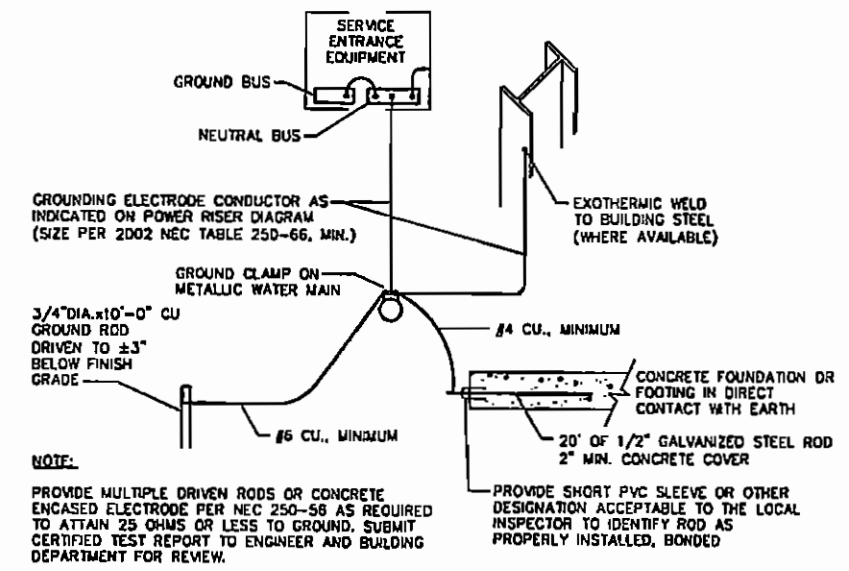 SERVICE
ENTRANCE
EQUIPMENT
GROUND BUS
NEUTRAL BUS
GROUNDING ELECTRODE CONDUCTOR AS
INDICATED ON POWER RISER DIAGRAM
(SIZE PER 2002 NEC TABLE 250-66, MIN.)
EXOTHERMIC WELD
TO BUILDING STEEL
(WHERE AVAILABLE)
GROUND CLAMP ON
METALLIC WATER MAIN
3/4"DIA.x10'-0" CU
GROUND ROD
DRIVEN TO ±3"
BELOW FINISH
GRADE
#4 CU., MINIMUM
CONCRETE FOUNDATION OR
FOOTING IN DIRECT
CONTACT WITH EARTH
#6 CU., MINIMUM
20' OF 1/2" GALVANIZED STEEL ROD
2" MIN. CONCRETE COVER
NOTE:
PROVIDE MULTIPLE DRIVEN RODS OR CONCRETE
ENCASED ELECTRODE PER NEC 250-56 AS REQUIRED
TO ATTAIN 25 OHMS OR LESS TO GROUND. SUBMIT
CERTIFIED TEST REPORT TO ENGINEER AND BUILDING
DEPARTMENT FOR REVIEW.
PROVIDE SHORT PVC SLEEVE OR OTHER
DESIGNATION ACCEPTABLE TO THE LOCAL
INSPECTOR TO IDENTIFY ROD AS
PROPERLY INSTALLED, BONDED